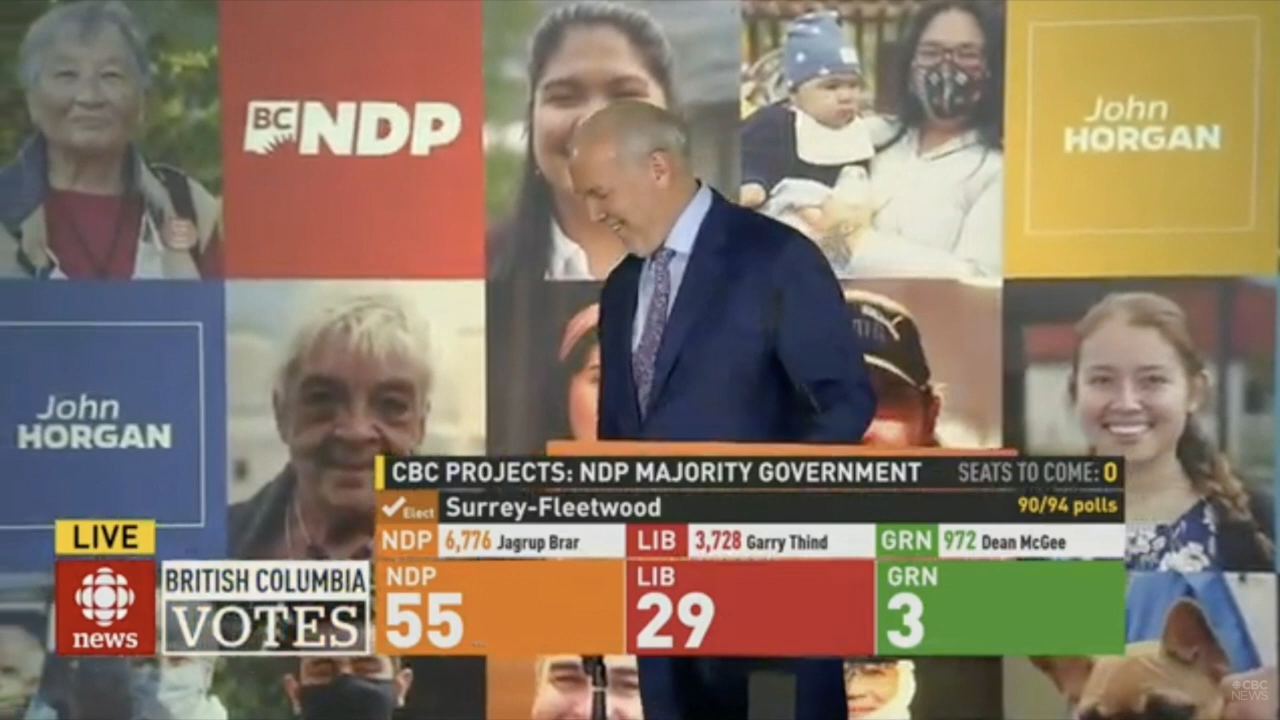 BC NDP
John
HORGAN
John
HORGAN
CBC PROJECTS: NDP MAJORITY GOVERNMENT SEATS TO COME: 0
Elect Surrey-Fleetwood 90/94 polls
NDP 6,776 Jagrup Brar LIB 3,728 Garry Thind GRN 972 Dean McGee
LIVE
NDP LIB GRN
55 29 3
BRITISH COLUMBIA
VOTES
news
CBC
NEWS